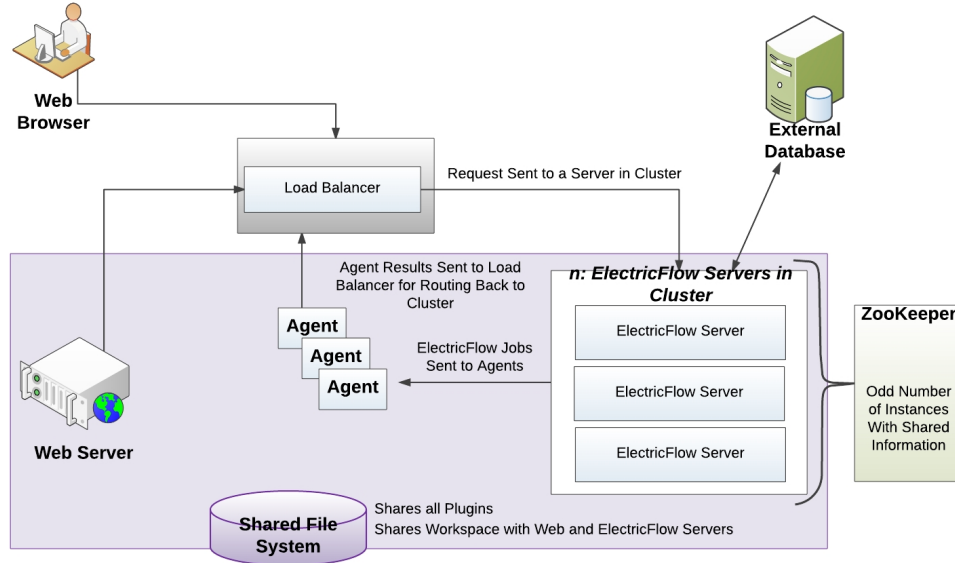 Web
Browser
External
Database
Load Balancer
Request Sent to a Server in Cluster
Agent Results Sent to Load
Balancer for Routing Back to
Cluster
n: ElectricFlow Servers in
Cluster
ElectricFlow Server
ElectricFlow Server
ElectricFlow Server
Agent
Agent
Agent
ElectricFlow Jobs
Sent to Agents
ZooKeeper
Odd Number
of Instances
With Shared
Information
Web Server
Shared File
System
Shares all Plugins
Shares Workspace with Web and ElectricFlow Servers